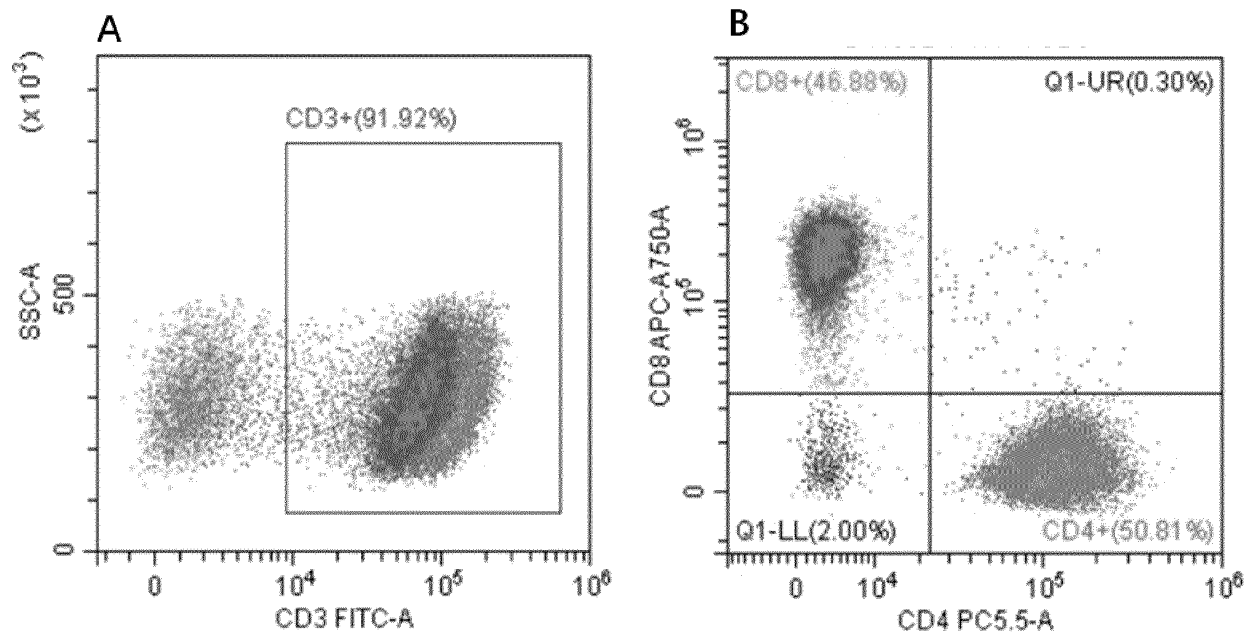 A
(x10³)
SSC-A
500
0
CD3+(91.92%)
0
10⁴
10⁵
10⁶
CD3 FITC-A
B
CD8+(46.88%)
Q1-UR(0.30%)
10⁶
10⁵
0
CD8 APC-A750-A
Q1-LL(2.00%)
CD4+(50.81%)
0
10⁴
10⁵
10⁶
CD4 PC5.5-A